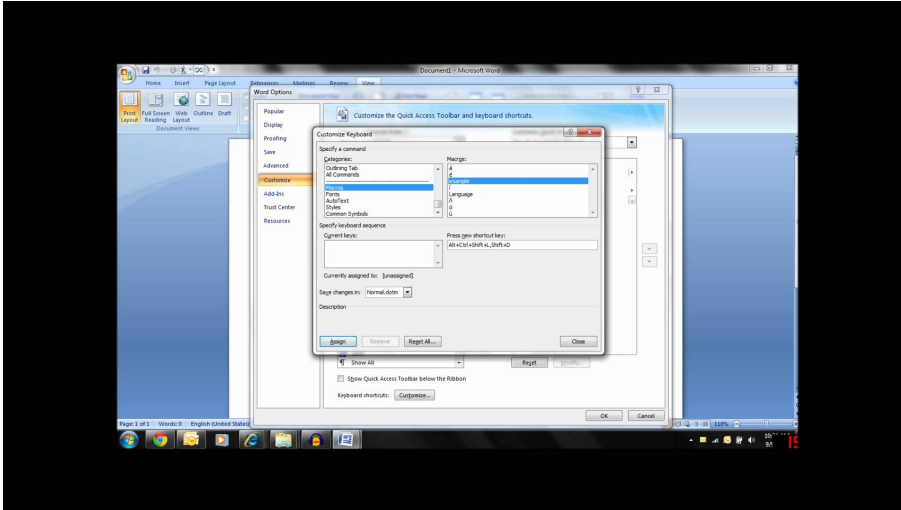 Document1 - Microsoft Word
Home Insert Page Layout References Mailings Review View
Print Layout
Full Screen Reading
Web Layout
Outline
Draft
Document Views
Word Options
Popular
Display
Proofing
Save
Advanced
Customize
Add-Ins
Trust Center
Resources
Customize the Quick Access Toolbar and keyboard shortcuts.
Customize Keyboard
Specify a command
Categories:
Outlining Tab
All Commands
Macros
Fonts
AutoText
Styles
Common Symbols
Macros:
á
é
example
í
Language
ñ
ó
ú
Specify keyboard sequence
Current keys:
Press new shortcut key:
Alt+Ctrl+Shift+L,Shift+D
Currently assigned to: [unassigned]
Save changes in: Normal.dotm
Description
Assign Remove Reset All... Close
Show All
Reset Modify...
Show Quick Access Toolbar below the Ribbon
Keyboard shortcuts: Customize...
OK Cancel
Page: 1 of 1 Words: 0 English (United States)
110%